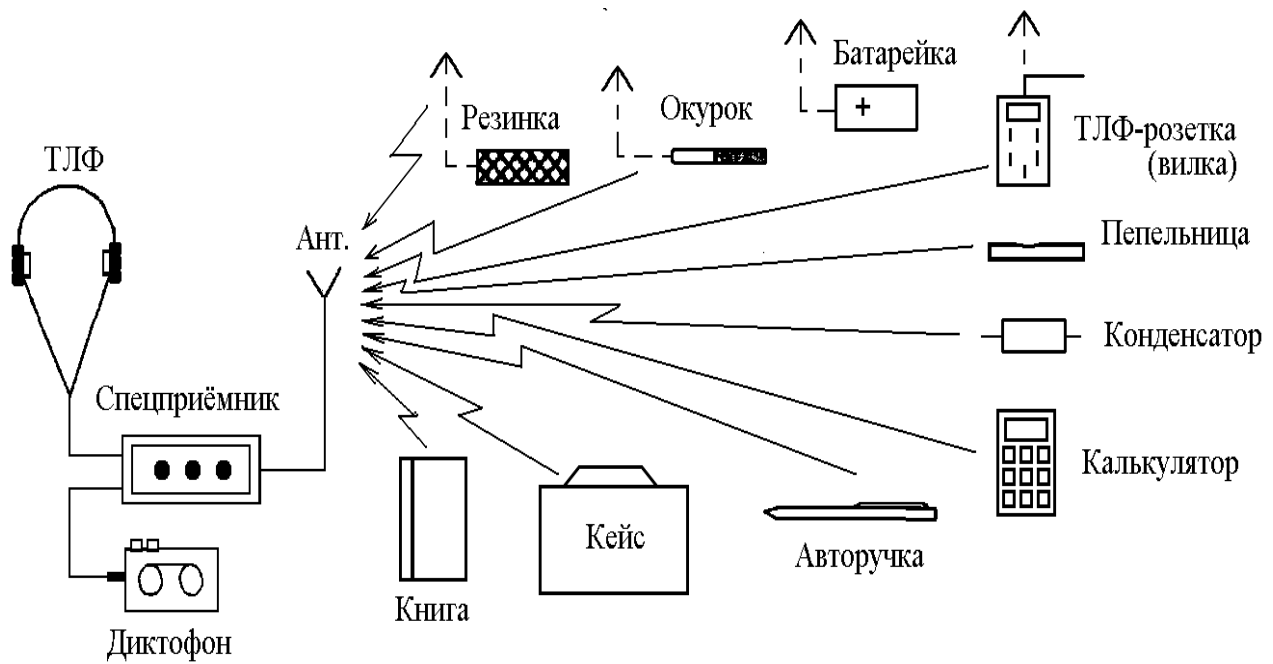 Батарейка
Резинка
Окурок
ТЛФ-розетка
(вилка)
ТЛФ
Ант.
Пепельница
Конденсатор
Спецприёмник
Калькулятор
Кейс
Авторучка
Книга
Диктофон